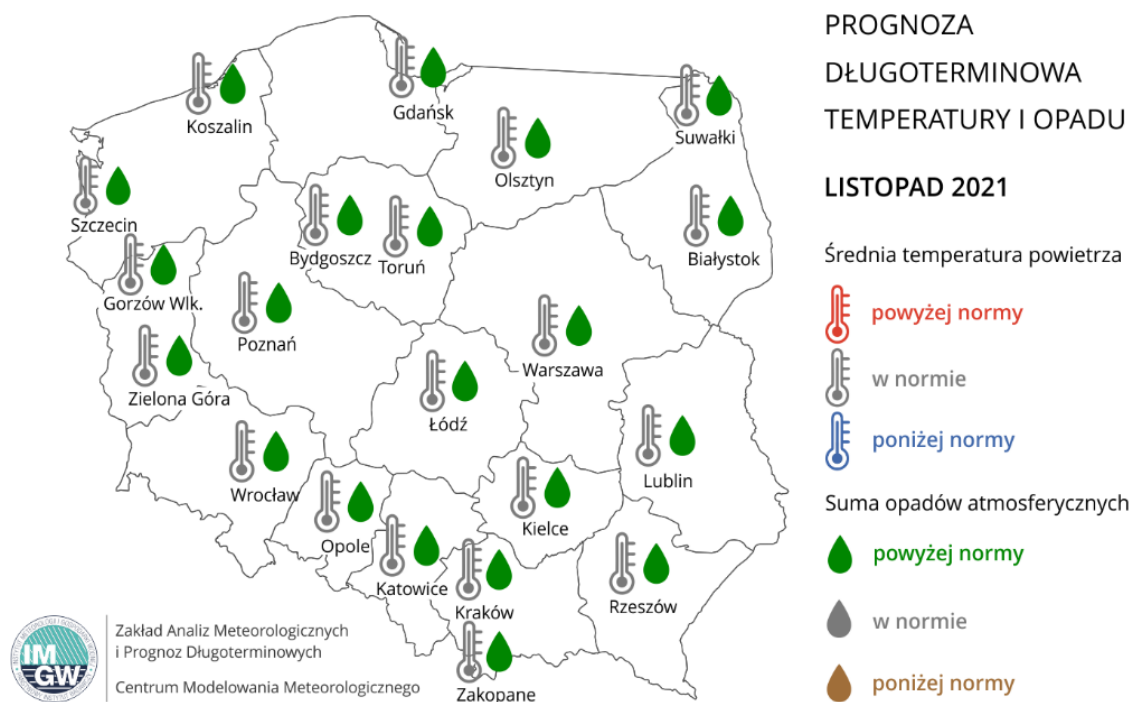 PROGNOZA
DŁUGOTERMINOWA
TEMPERATURY I OPADU
LISTOPAD 2021
Średnia temperatura powietrza
powyżej normy
w normie
poniżej normy
Suma opadów atmosferycznych
powyżej normy
w normie
poniżej normy
Koszalin
Gdańsk
Suwałki
Olsztyn
Szczecin
Bydgoszcz
Toruń
Białystok
Gorzów Wlk.
Poznań
Warszawa
Zielona Góra
Łódź
Lublin
Wrocław
Kielce
Opole
Katowice
Kraków
Rzeszów
Zakopane
IM
GW
Zakład Analiz Meteorologicznych
i Prognoz Długoterminowych
Centrum Modelowania Meteorologicznego